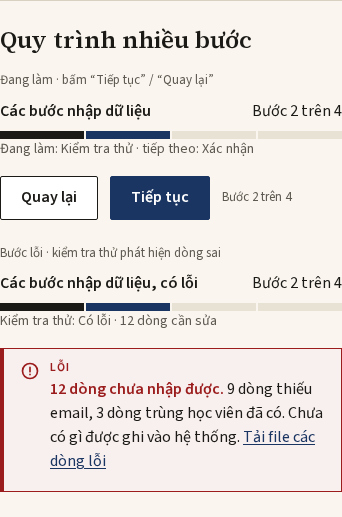 Quy trình nhiều bước
Đang làm · bấm “Tiếp tục” / “Quay lại”
Các bước nhập dữ liệu Bước 2 trên 4
Đang làm: Kiểm tra thử · tiếp theo: Xác nhận
Quay lại Tiếp tục Bước 2 trên 4
Bước lỗi · kiểm tra thử phát hiện dòng sai
Các bước nhập dữ liệu, có lỗi Bước 2 trên 4
Kiểm tra thử: Có lỗi · 12 dòng cần sửa
LỖI
12 dòng chưa nhập được. 9 dòng thiếu
email, 3 dòng trùng học viên đã có. Chưa
có gì được ghi vào hệ thống. Tải file các
dòng lỗi